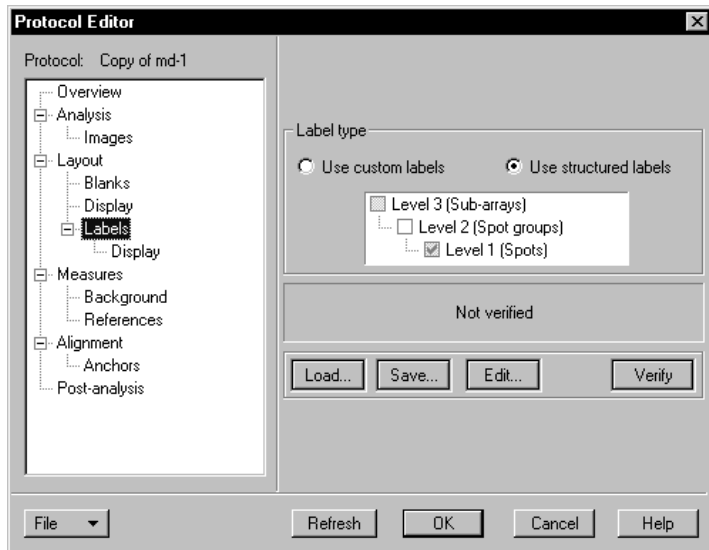 Protocol Editor
Protocol: Copy of md-1
Overview
Analysis
Images
Layout
Blanks
Display
Labels
Display
Measures
Background
References
Alignment
Anchors
Post-analysis
Label type
Use custom labels Use structured labels
Level 3 (Sub-arrays)
Level 2 (Spot groups)
Level 1 (Spots)
Not verified
Load... Save... Edit... Verify
File Refresh OK Cancel Help